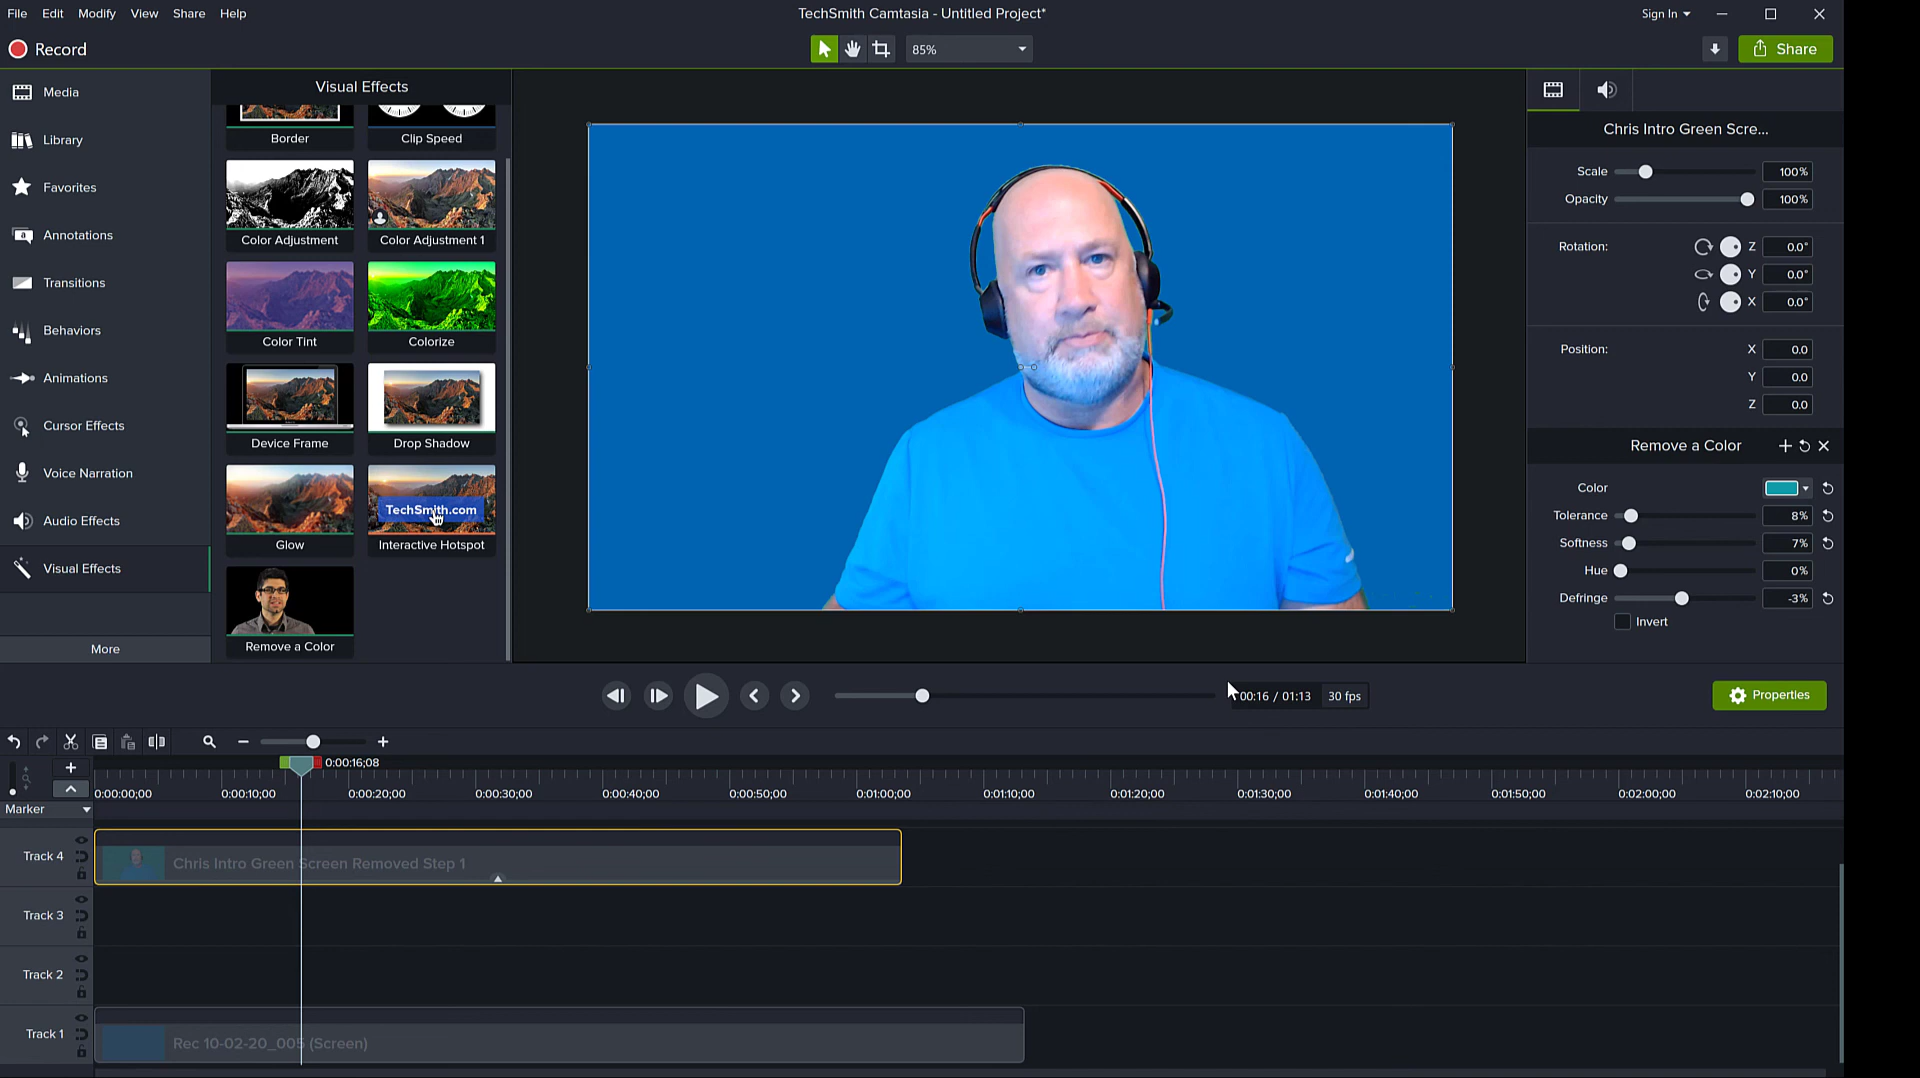 File Edit Modify View Share Help
TechSmith Camtasia - Untitled Project*
Sign In
Record
85%
Share
Media
Library
Favorites
Annotations
Transitions
Behaviors
Animations
Cursor Effects
Voice Narration
Audio Effects
Visual Effects
More
Visual Effects
Border Clip Speed
Color Adjustment Color Adjustment 1
Color Tint Colorize
Device Frame Drop Shadow
TechSmith.com
Glow Interactive Hotspot
Remove a Color
Chris Intro Green Scre...
Scale 100%
Opacity 100%
Rotation: Z 0.0°
Y 0.0°
X 0.0°
Position: X 0.0
Y 0.0
Z 0.0
Remove a Color
Color
Tolerance 8%
Softness 7%
Hue 0%
Defringe -3%
Invert
00:16 / 01:13 30 fps
Properties
0:00:16;08
0:00:00;00 0:00:10;00 0:00:20;00 0:00:30;00 0:00:40;00 0:00:50;00 0:01:00;00 0:01:10;00 0:01:20;00 0:01:30;00 0:01:40;00 0:01:50;00 0:02:00;00 0:02:10;00
Marker
Track 4
Chris Intro Green Screen Removed Step 1
Track 3
Track 2
Track 1
Rec 10-02-20_005 (Screen)